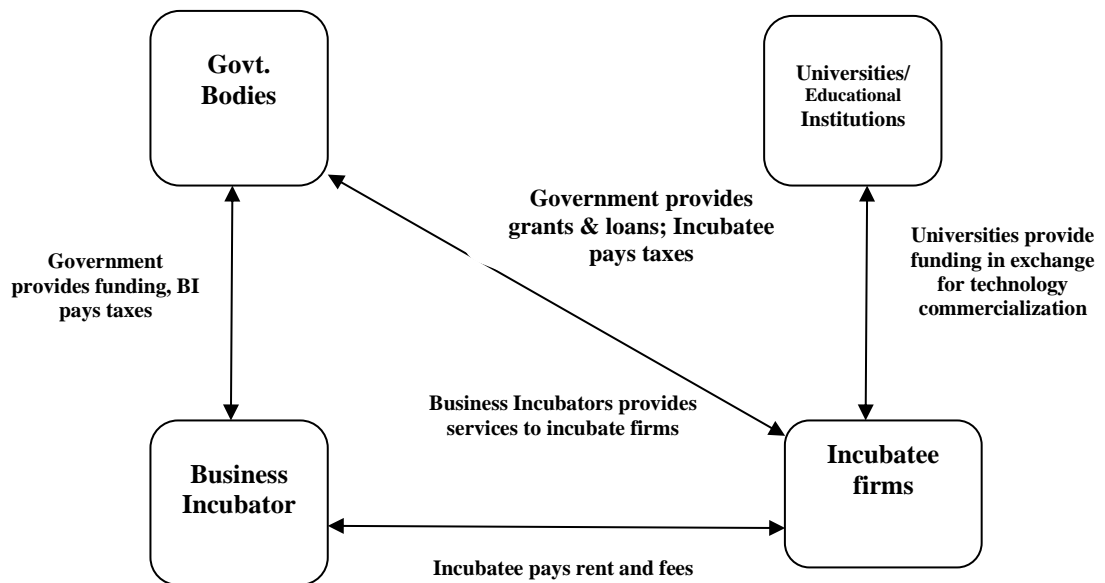 Govt.
Bodies
Universities/
Educational
Institutions
Government provides
grants & loans; Incubatee
pays taxes
Government
provides funding, BI
pays taxes
Universities provide
funding in exchange
for technology
commercialization
Business Incubators provides
services to incubate firms
Business
Incubator
Incubatee
firms
Incubatee pays rent and fees